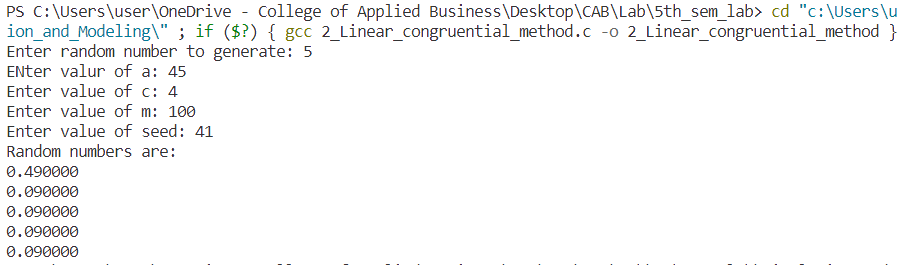 PS C:\Users\user\OneDrive - College of Applied Business\Desktop\CAB\Lab\5th_sem_lab> cd "c:\Users\u
ion_and_Modeling\" ; if ($?) { gcc 2_Linear_congruential_method.c -o 2_Linear_congruential_method }
Enter random number to generate: 5
ENter valur of a: 45
Enter value of c: 4
Enter value of m: 100
Enter value of seed: 41
Random numbers are:
0.490000
0.090000
0.090000
0.090000
0.090000